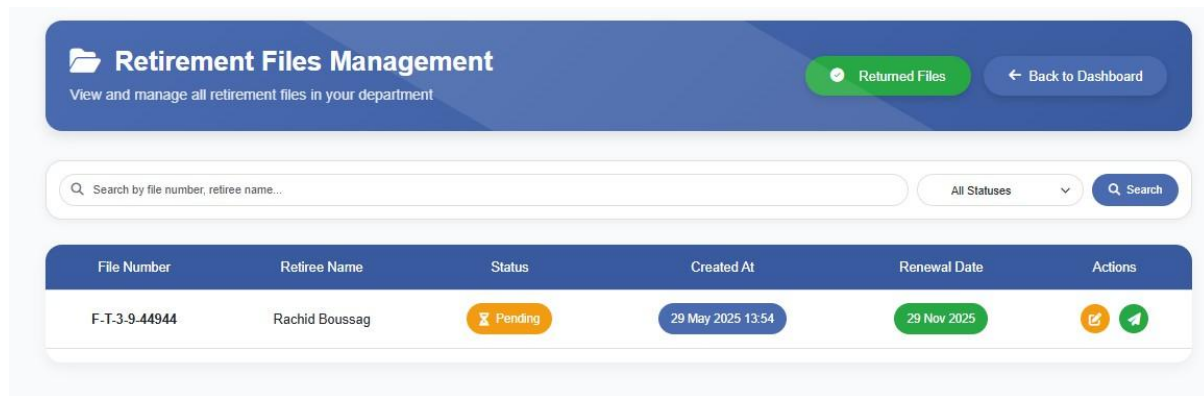 Retirement Files Management
View and manage all retirement files in your department
Returned Files
← Back to Dashboard
Search by file number, retiree name...
All Statuses
Search
File Number Retiree Name Status Created At Renewal Date Actions
F-T-3-9-44944 Rachid Boussag Pending 29 May 2025 13:54 29 Nov 2025